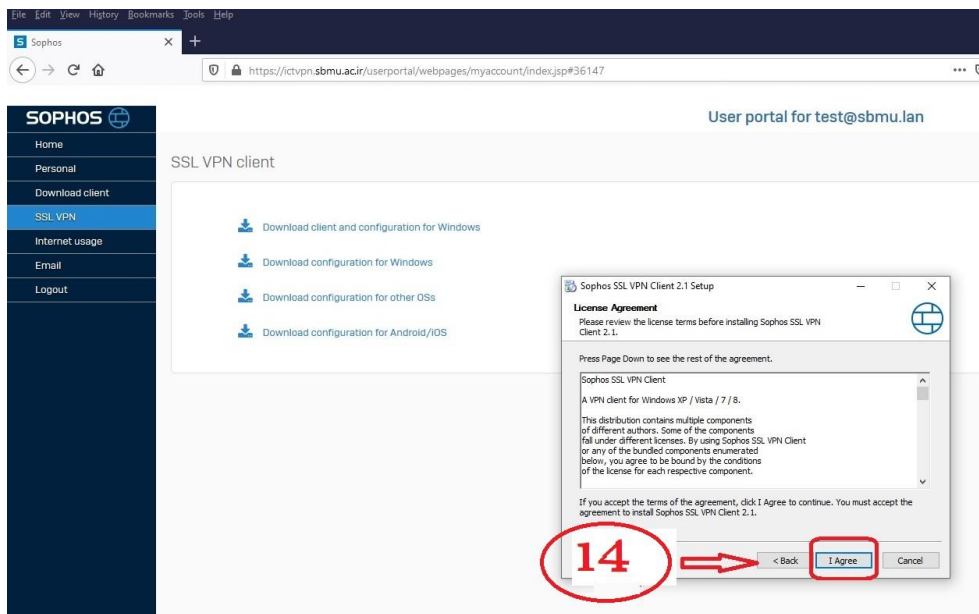 File Edit View History Bookmarks Tools Help
S Sophos
https://ictvpn.sbmu.ac.ir/userportal/webpages/myaccount/index.jsp#36147
SOPHOS
User portal for test@sbmu.lan
Home
Personal
Download client
SSL VPN
Internet usage
Email
Logout
SSL VPN client
Download client and configuration for Windows
Download configuration for Windows
Download configuration for other OSs
Download configuration for Android/iOS
Sophos SSL VPN Client 2.1 Setup
License Agreement
Please review the license terms before installing Sophos SSL VPN
Client 2.1.
Press Page Down to see the rest of the agreement.
Sophos SSL VPN Client
A VPN client for Windows XP / Vista / 7 / 8.
This distribution contains multiple components
of different authors. Some of the components
fall under different licenses. By using Sophos SSL VPN Client
or any of the bundled components enumerated
below, you agree to be bound by the conditions
of the license for each respective component.
If you accept the terms of the agreement, click I Agree to continue. You must accept the
agreement to install Sophos SSL VPN Client 2.1.
14
< Back I Agree Cancel